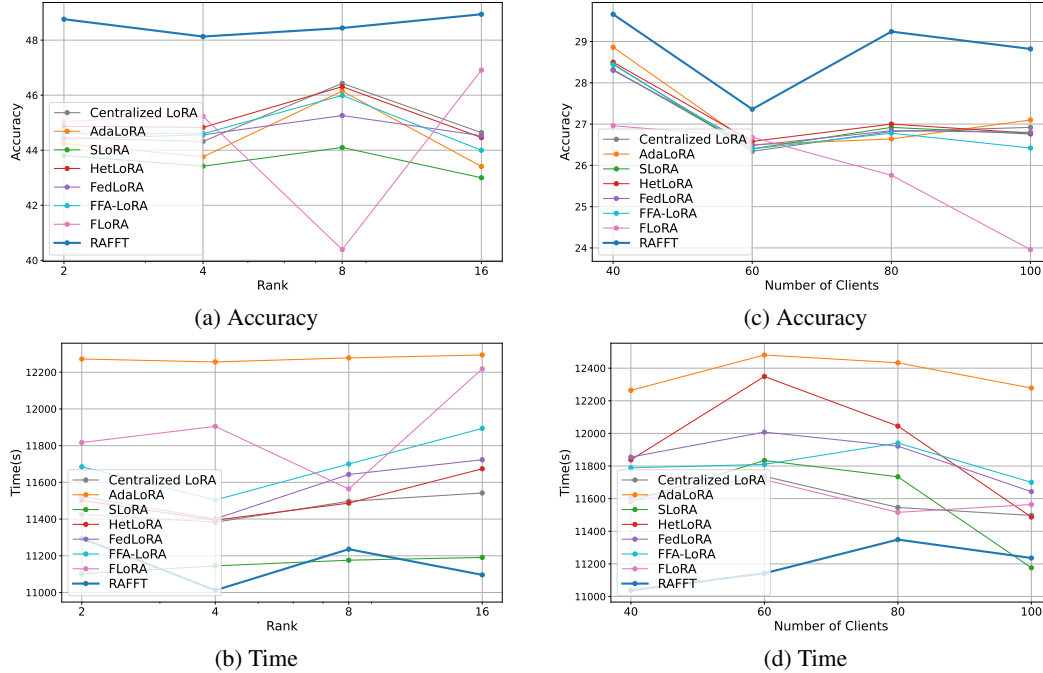 48
46
44
42
40
Accuracy
Centralized LoRA
AdaLoRA
SLoRA
HetLoRA
FedLoRA
FFA-LoRA
FLoRA
RAFFT
2
4
8
16
Rank
(a) Accuracy
29
28
27
26
25
24
Accuracy
Centralized LoRA
AdaLoRA
SLoRA
HetLoRA
FedLoRA
FFA-LoRA
FLoRA
RAFFT
40
60
80
100
Number of Clients
(c) Accuracy
12200
12000
11800
11600
11400
11200
11000
Time(s)
Centralized LoRA
AdaLoRA
SLoRA
HetLoRA
FedLoRA
FFA-LoRA
FLoRA
RAFFT
2
4
8
16
Rank
(b) Time
12400
12200
12000
11800
11600
11400
11200
11000
Time(s)
Centralized LoRA
AdaLoRA
SLoRA
HetLoRA
FedLoRA
FFA-LoRA
FLoRA
RAFFT
40
60
80
100
Number of Clients
(d) Time